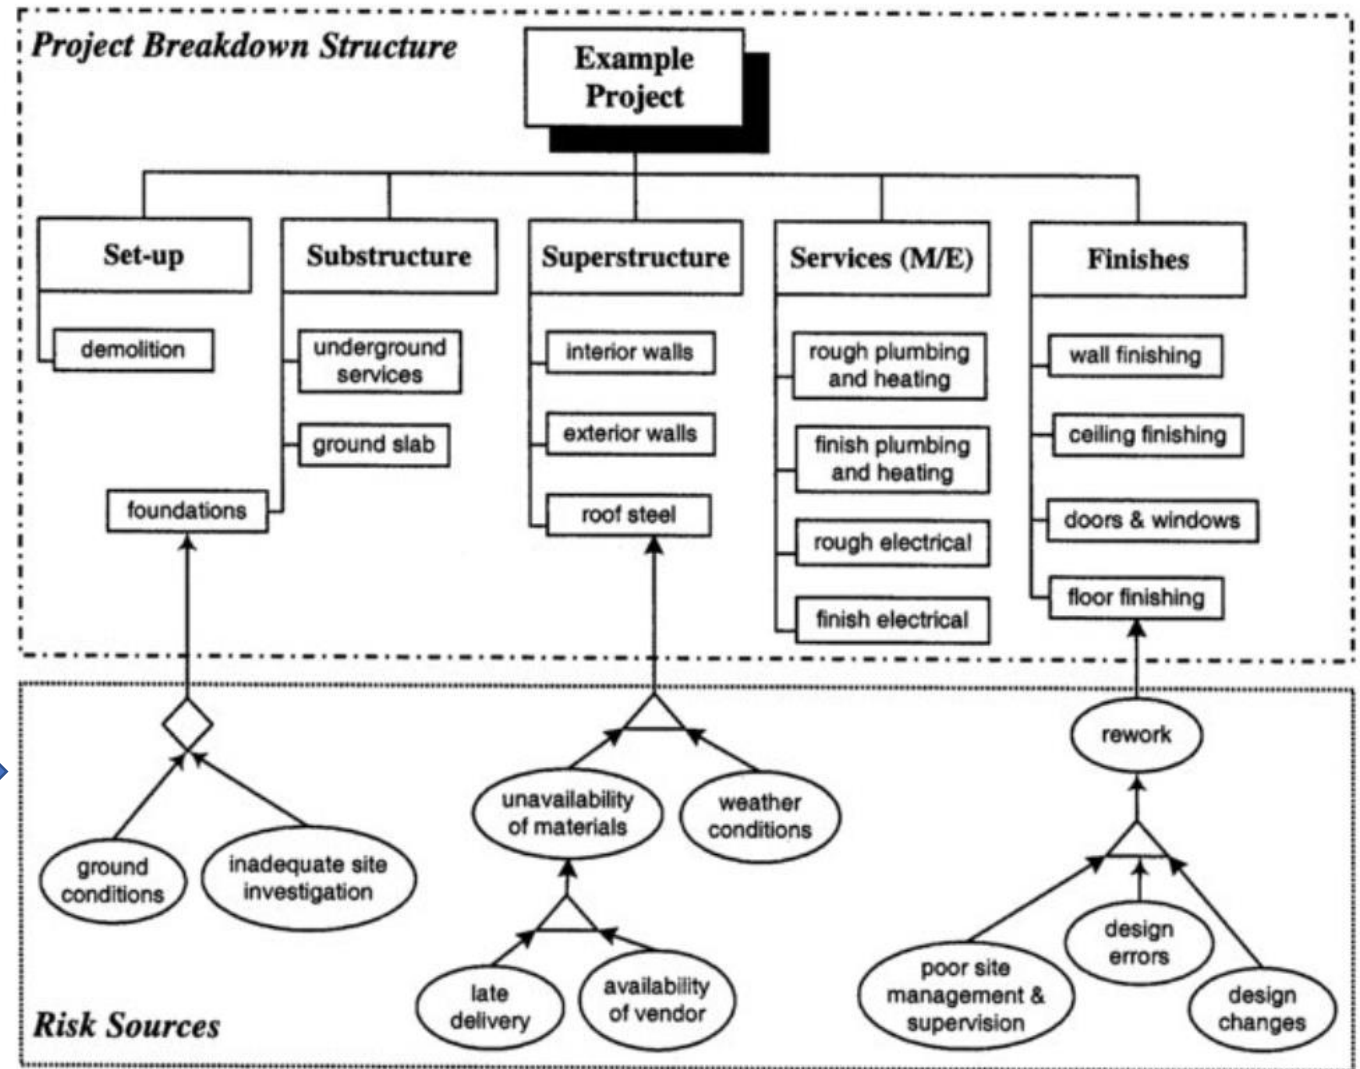 Project Breakdown Structure
Example
Project
Set-up
Substructure
Superstructure
Services (M/E)
Finishes
demolition
underground
services
ground slab
foundations
interior walls
exterior walls
roof steel
rough plumbing
and heating
finish plumbing
and heating
rough electrical
finish electrical
wall finishing
ceiling finishing
doors & windows
floor finishing
ground
conditions
inadequate site
investigation
unavailability
of materials
weather
conditions
late
delivery
availability
of vendor
rework
poor site
management &
supervision
design
errors
design
changes
Risk Sources